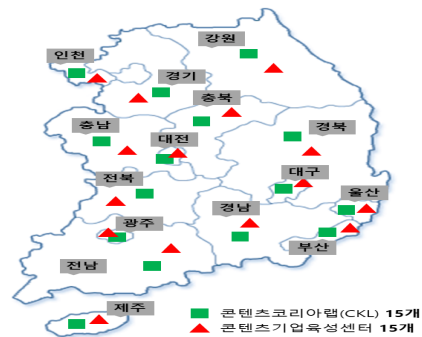 강원
인천
경기
충북
충남
대전
경북
전북
대구
경남
울산
광주
부산
전남
제주
콘텐츠코리아랩(CKL) 15개
콘텐츠기업육성센터 15개